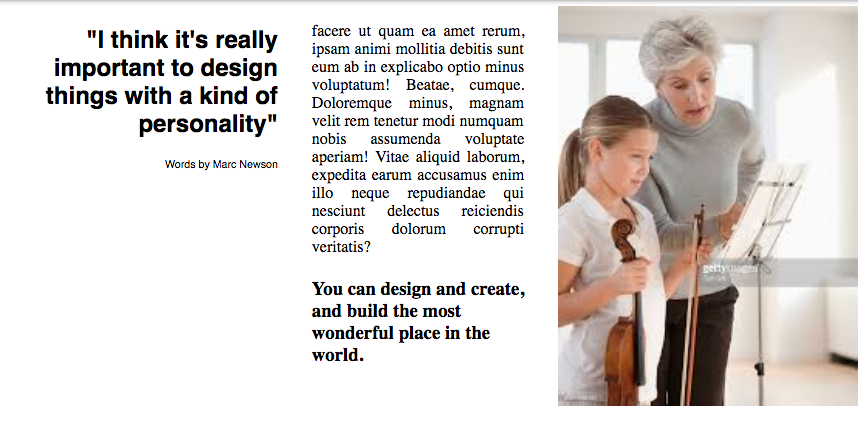 "I think it's really
important to design
things with a kind of
personality"
Words by Marc Newson
facere ut quam ea amet rerum,
ipsam animi mollitia debitis sunt
eum ab in explicabo optio minus
voluptatum! Beatae, cumque.
Doloremque minus, magnam
velit rem tenetur modi numquam
nobis assumenda voluptate
aperiam! Vitae aliquid laborum,
expedita earum accusamus enim
illo neque repudiandae qui
nesciunt delectus reiciendis
corporis dolorum corrupti
veritatis?
You can design and create,
and build the most
wonderful place in the
world.
gettyimages